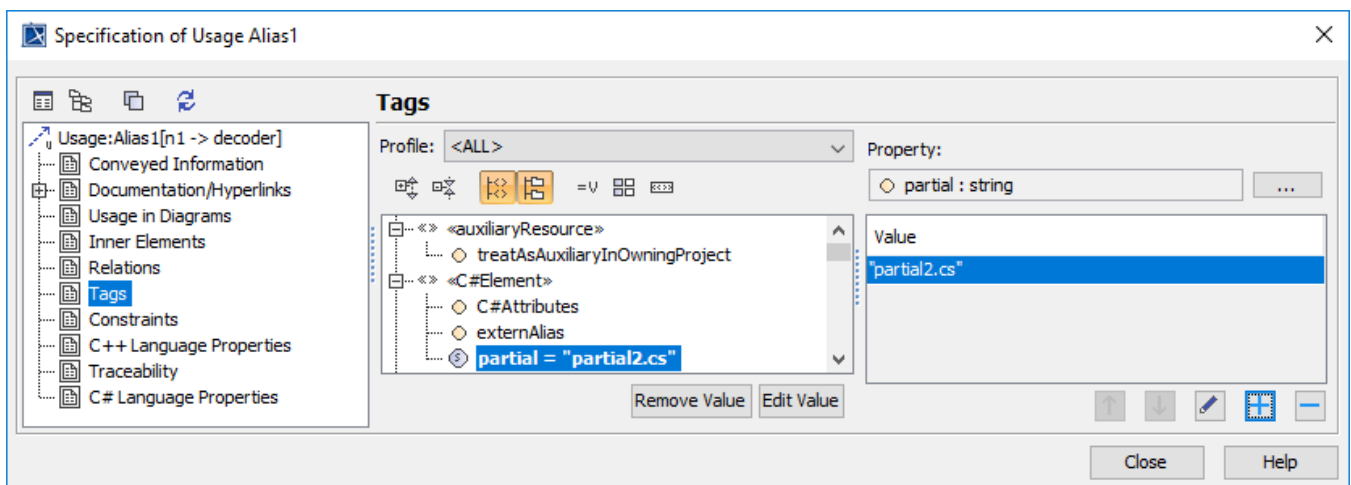 Specification of Usage Alias1
Tags
Usage:Alias1[n1 -> decoder]
Conveyed Information
Documentation/Hyperlinks
Usage in Diagrams
Inner Elements
Relations
Tags
Constraints
C++ Language Properties
Traceability
C# Language Properties
Profile: <ALL>
=V
«» «auxiliaryResource»
treatAsAuxiliaryInOwningProject
«» «C#Element»
C#Attributes
externAlias
partial = "partial2.cs"
Remove Value Edit Value
Property:
partial : string ...
Value
"partial2.cs"
Close Help